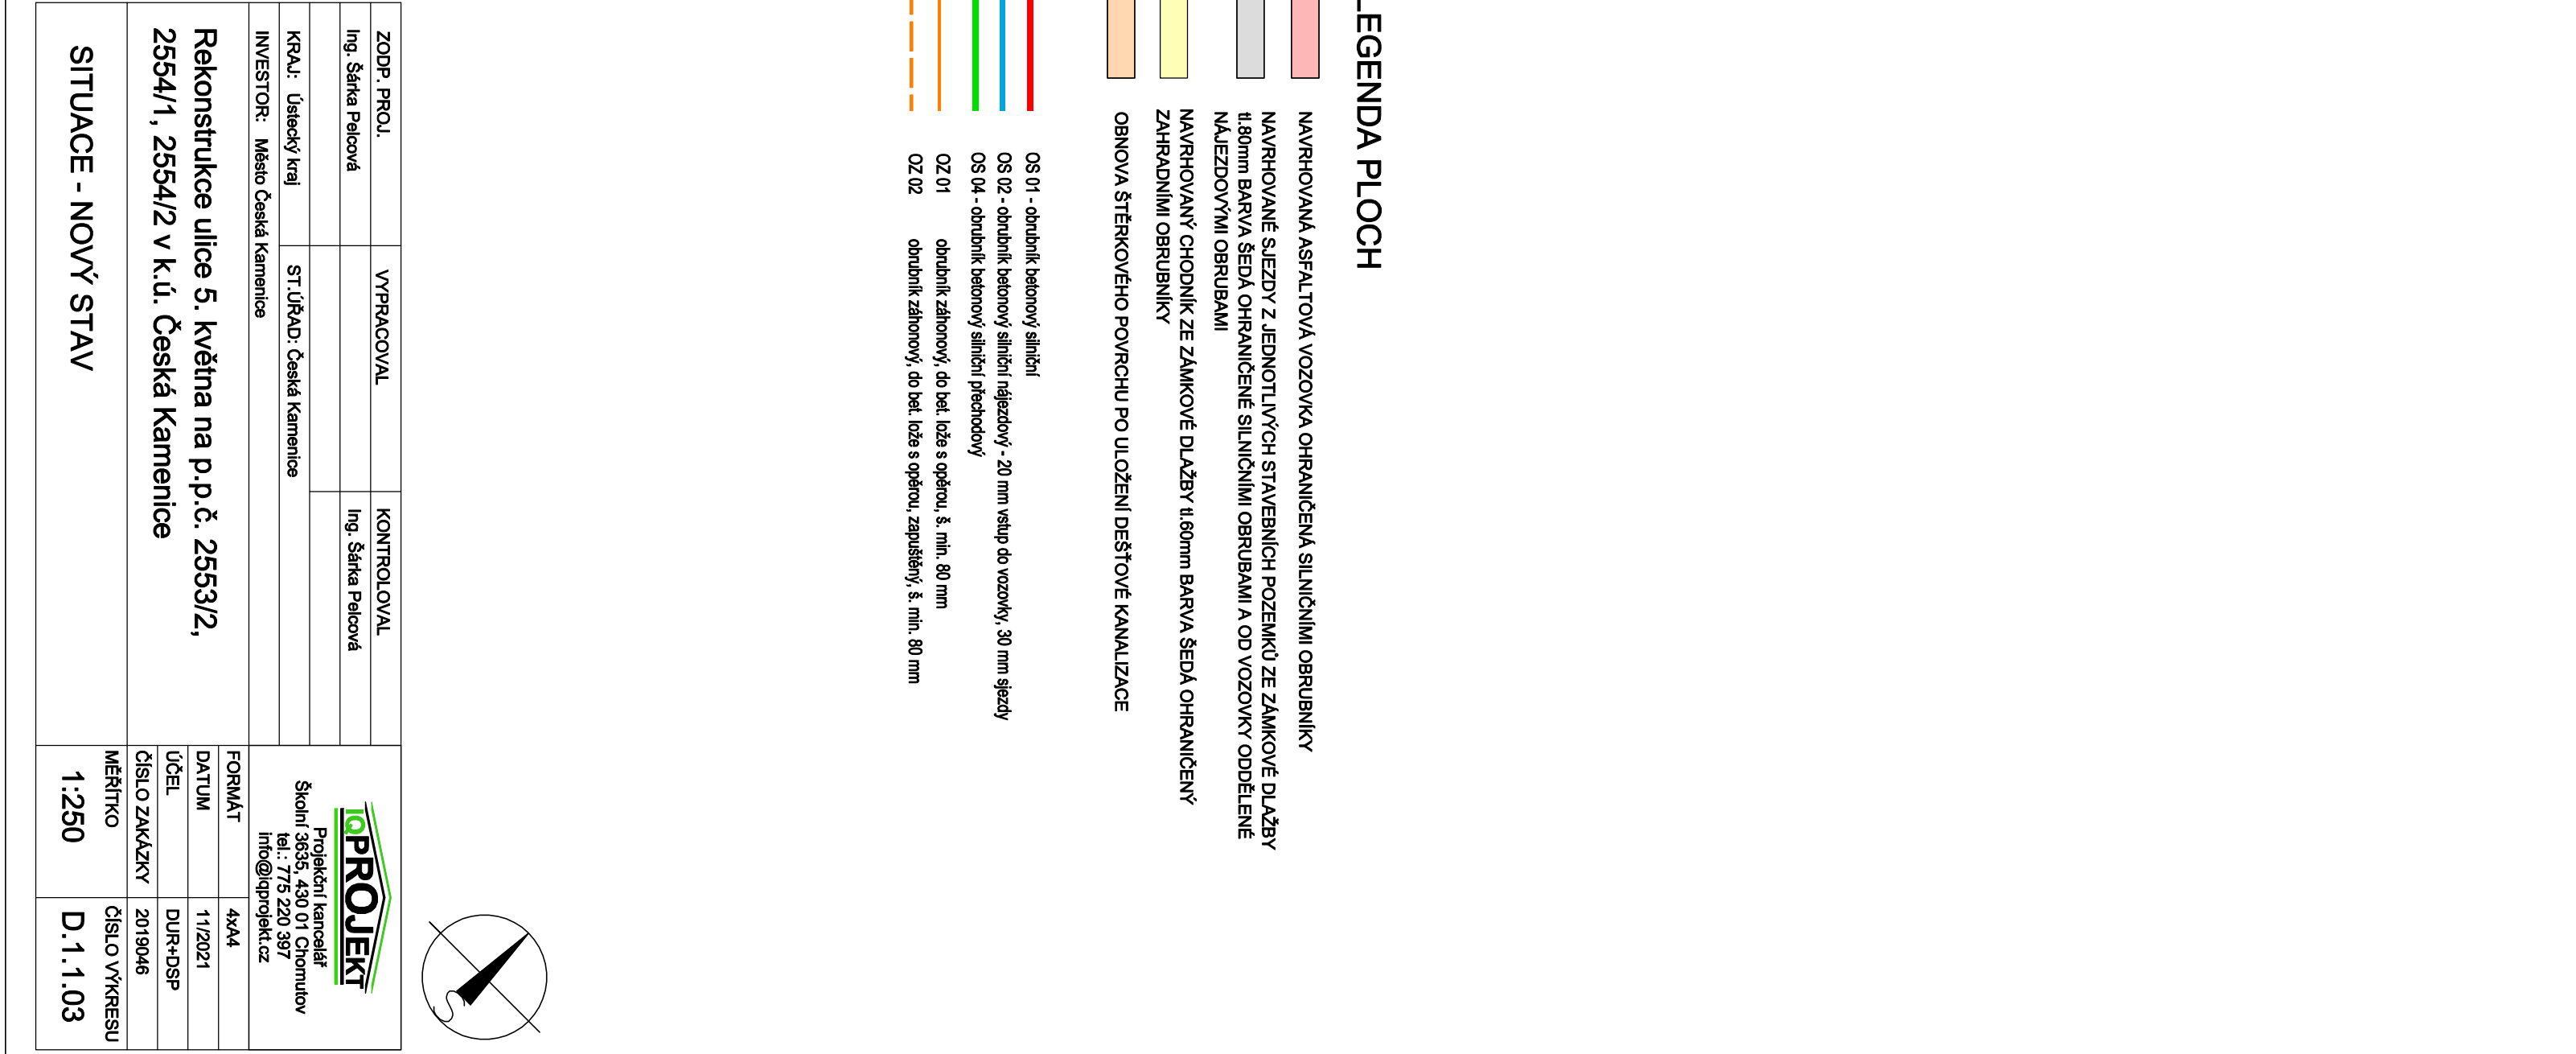 LEGENDA PLOCH
NAVRHOVANÁ ASFALTOVÁ VOZOVKA OHRANIČENÁ SILNIČNÍMI OBRUBNÍKY
NAVRHOVANÉ SJEZDY Z JEDNOTLIVÝCH STAVEBNÍCH POZEMKŮ ZE ZÁMKOVÉ DLAŽBY
tl.80mm BARVA ŠEDÁ OHRANIČENÉ SILNIČNÍMI OBRUBAMI A OD VOZOVKY ODDĚLENÉ
NÁJEZDOVÝMI OBRUBAMI
NAVRHOVANÝ CHODNÍK ZE ZÁMKOVÉ DLAŽBY tl.60mm BARVA ŠEDÁ OHRANIČENÝ
ZAHRADNÍMI OBRUBNÍKY
OBNOVA ŠTĚRKOVÉHO POVRCHU PO ULOŽENÍ DEŠŤOVÉ KANALIZACE
OS 01 - obrubník betonový silniční
OS 02 - obrubník betonový silniční nájezdový - 20 mm vstup do vozovky, 30 mm sjezdy
OS 04 - obrubník betonový silniční přechodový
OZ 01 obrubník záhonový, do bet. lože s opěrou, š. min. 80 mm
OZ 02 obrubník záhonový, do bet. lože s opěrou, zapuštěný, š. min. 80 mm
ZODP. PROJ. VYPRACOVAL KONTROLOVAL
Ing. Šárka Pelcová Ing. Šárka Pelcová
KRAJ: Ústecký kraj ST.ÚŘAD: Česká Kamenice
INVESTOR: Město Česká Kamenice
Rekonstrukce ulice 5. května na p.p.č. 2553/2,
2554/1, 2554/2 v k.ú. Česká Kamenice
SITUACE - NOVÝ STAV
IQPROJEKT
Projekční kancelář
Školní 3635, 430 01 Chomutov
tel.: 775 220 397
info@iqprojekt.cz
FORMÁT 4xA4
DATUM 11/2021
ÚČEL DUR+DSP
ČÍSLO ZAKÁZKY 2019046
MĚŘÍTKO ČÍSLO VÝKRESU
1:250 D.1.1.03